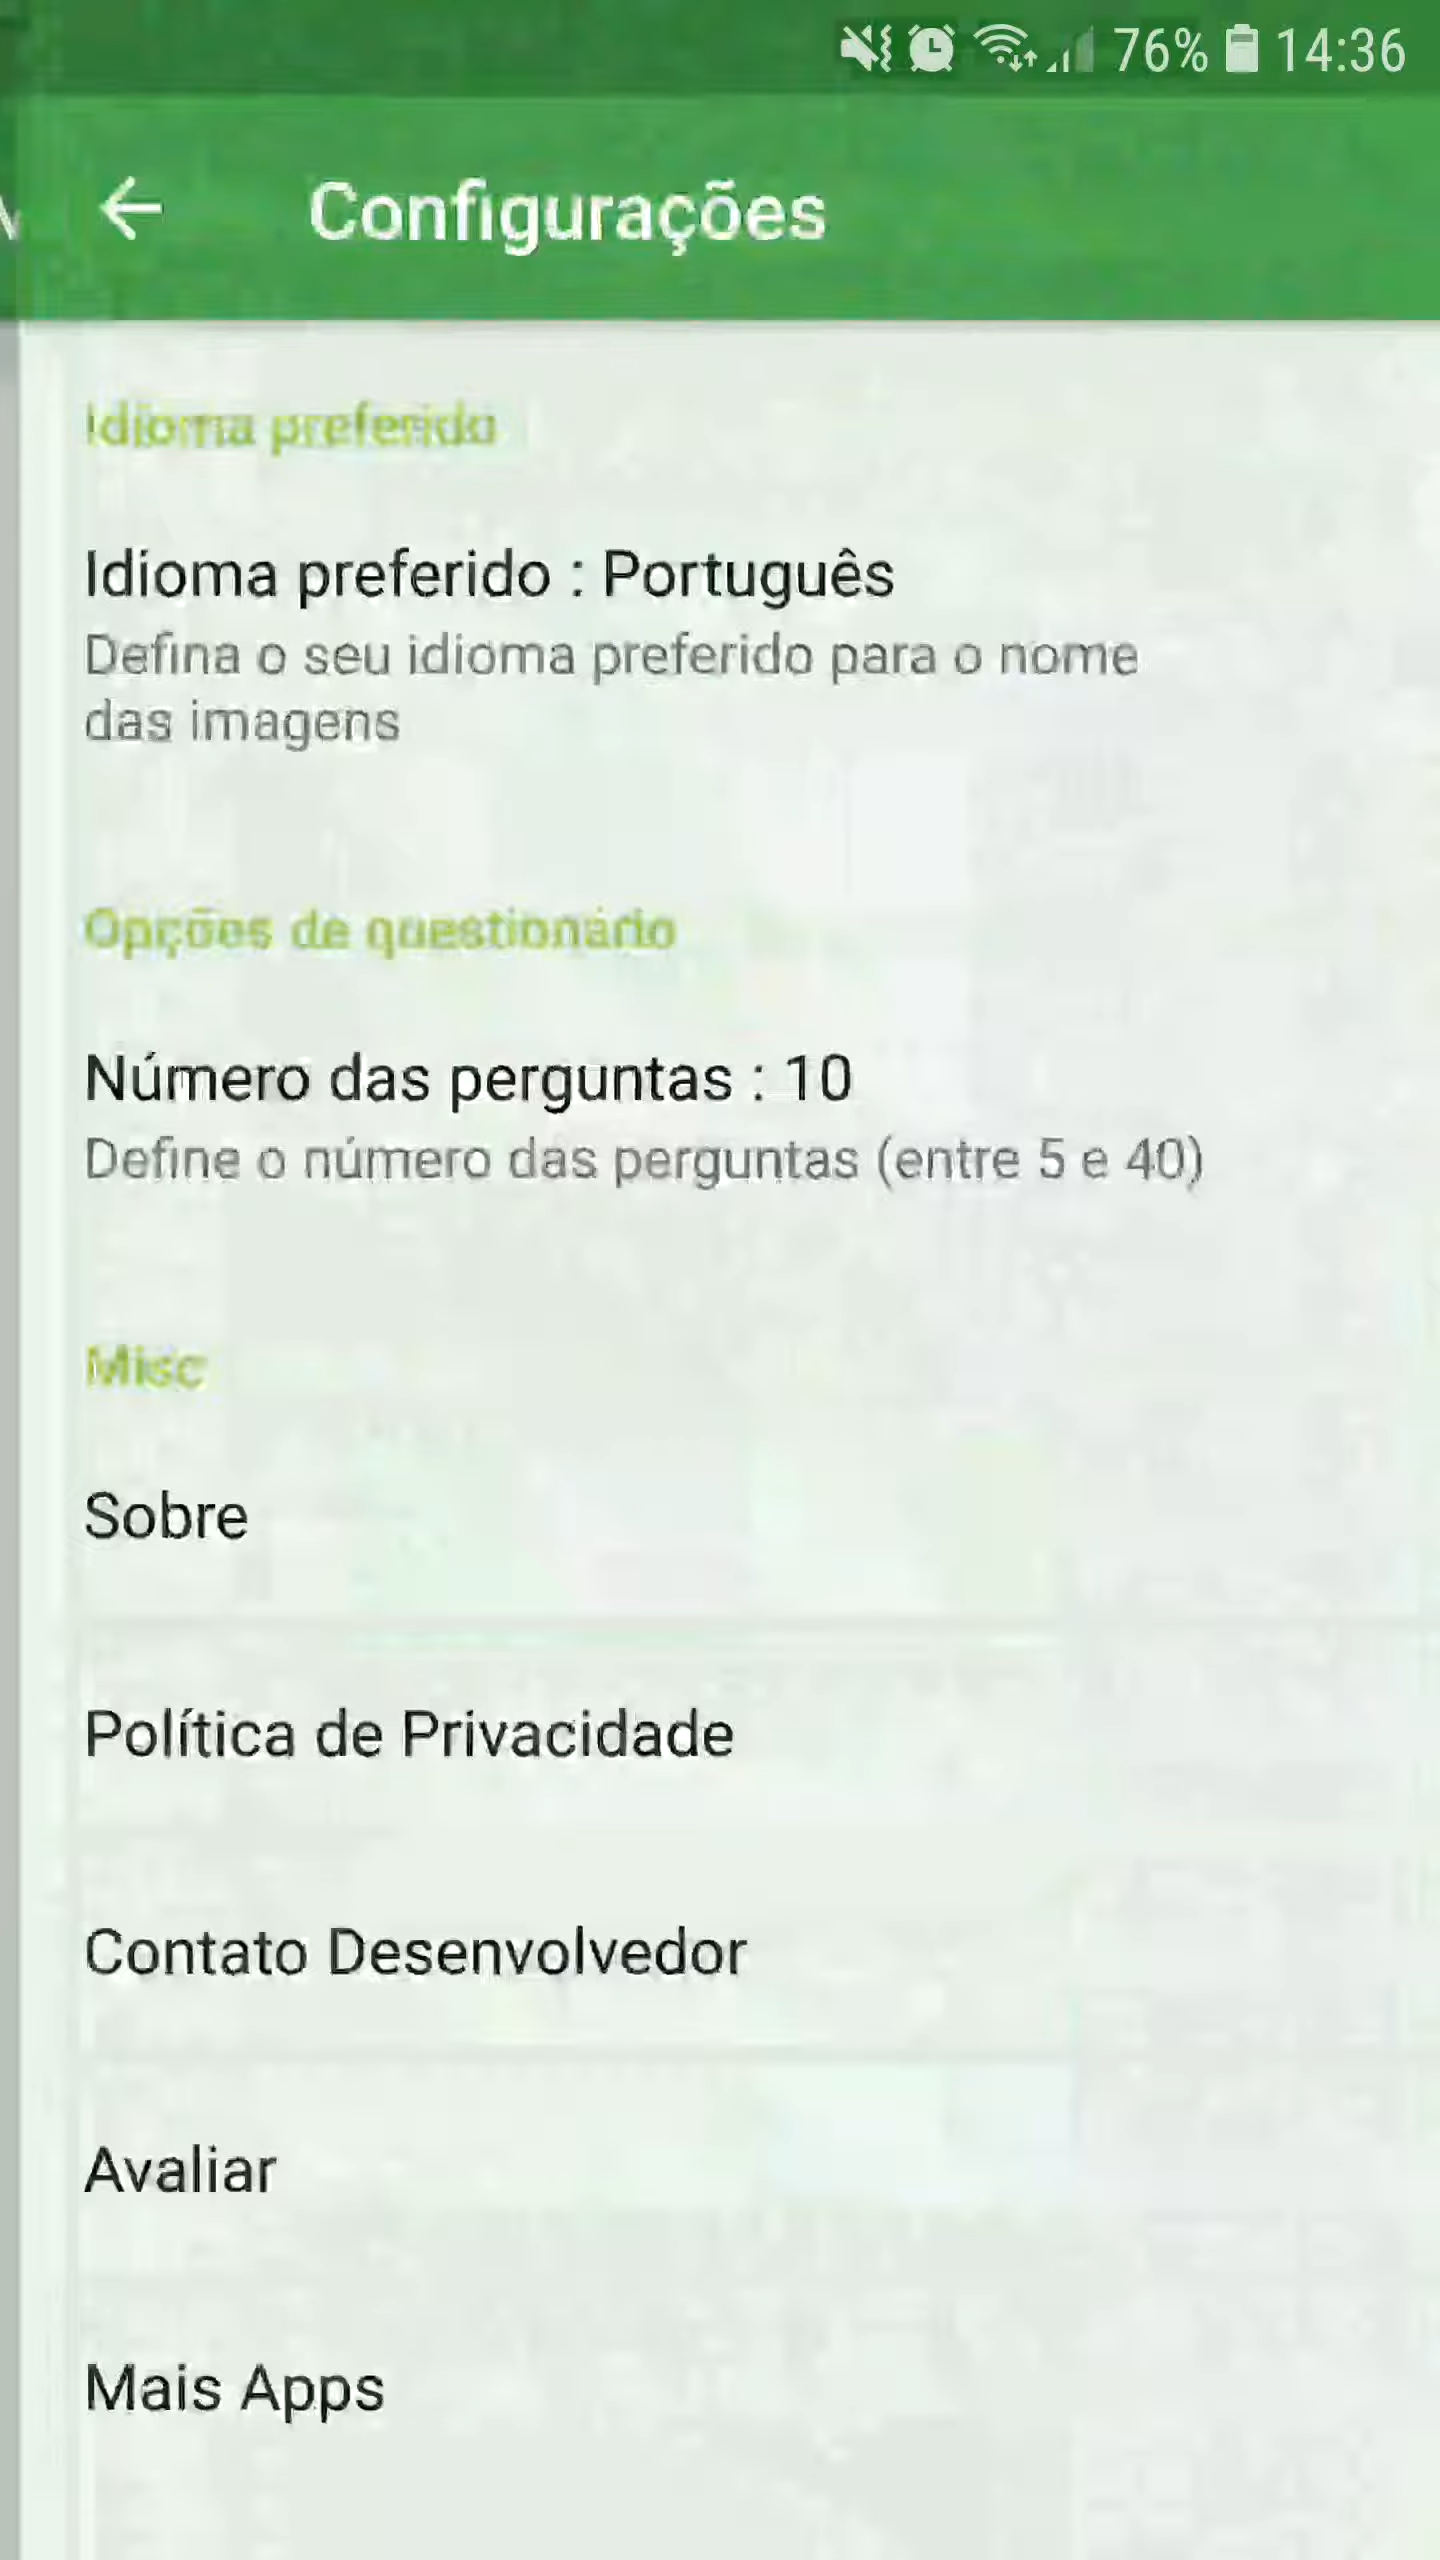 76% 14:36
Configurações
Idioma preferido
Idioma preferido : Português
Defina o seu idioma preferido para o nome
das imagens
Opções de questionário
Número das perguntas : 10
Define o número das perguntas (entre 5 e 40)
Misc
Sobre
Política de Privacidade
Contato Desenvolvedor
Avaliar
Mais Apps